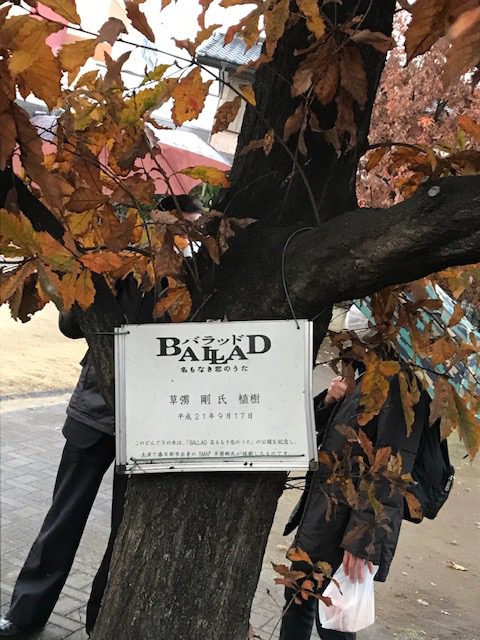 バラッド
BALLAD
名もなき恋のうた
草彅 剛 氏 植樹
平成21年9月17日
このどんぐりの木は、「BALLAD 名もなき恋のうた」の公開を記念し、
主演で春日部市出身の SMAP 草彅剛氏が植樹したものです。